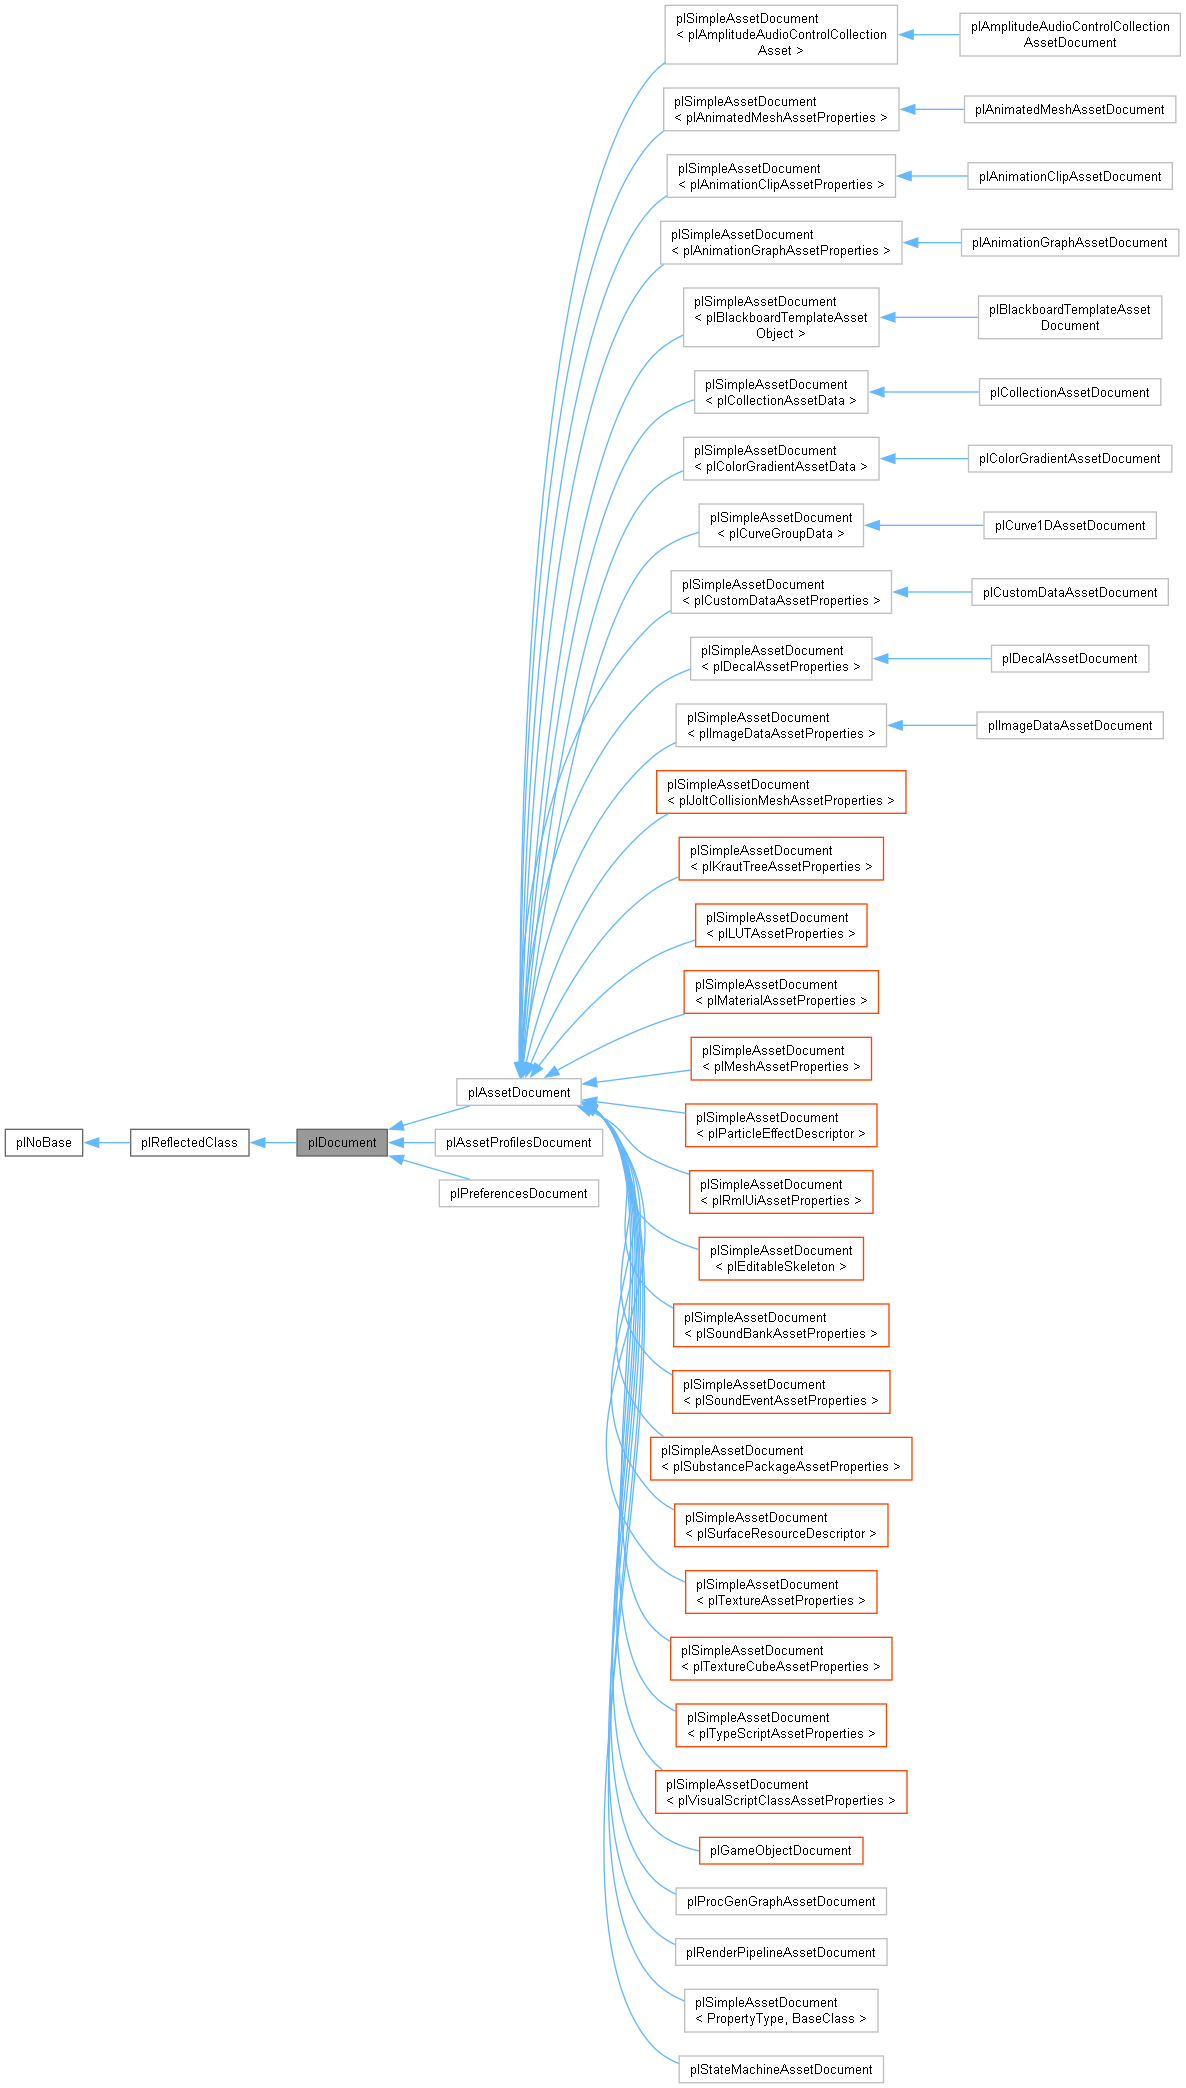 plSimpleAssetDocument
< plAmplitudeAudioControlCollection
Asset >
plAmplitudeAudioControlCollection
AssetDocument
plSimpleAssetDocument
< plAnimatedMeshAssetProperties >
plAnimatedMeshAssetDocument
plSimpleAssetDocument
< plAnimationClipAssetProperties >
plAnimationClipAssetDocument
plSimpleAssetDocument
< plAnimationGraphAssetProperties >
plAnimationGraphAssetDocument
plSimpleAssetDocument
< plBlackboardTemplateAsset
Object >
plBlackboardTemplateAsset
Document
plSimpleAssetDocument
< plCollectionAssetData >
plCollectionAssetDocument
plSimpleAssetDocument
< plColorGradientAssetData >
plColorGradientAssetDocument
plSimpleAssetDocument
< plCurveGroupData >
plCurve1DAssetDocument
plSimpleAssetDocument
< plCustomDataAssetProperties >
plCustomDataAssetDocument
plSimpleAssetDocument
< plDecalAssetProperties >
plDecalAssetDocument
plSimpleAssetDocument
< plImageDataAssetProperties >
plImageDataAssetDocument
plSimpleAssetDocument
< plJoltCollisionMeshAssetProperties >
plSimpleAssetDocument
< plKrautTreeAssetProperties >
plSimpleAssetDocument
< plLUTAssetProperties >
plSimpleAssetDocument
< plMaterialAssetProperties >
plSimpleAssetDocument
< plMeshAssetProperties >
plAssetDocument
plSimpleAssetDocument
< plParticleEffectDescriptor >
plNoBase
plReflectedClass
plDocument
plAssetProfilesDocument
plPreferencesDocument
plSimpleAssetDocument
< plRmlUiAssetProperties >
plSimpleAssetDocument
< plEditableSkeleton >
plSimpleAssetDocument
< plSoundBankAssetProperties >
plSimpleAssetDocument
< plSoundEventAssetProperties >
plSimpleAssetDocument
< plSubstancePackageAssetProperties >
plSimpleAssetDocument
< plSurfaceResourceDescriptor >
plSimpleAssetDocument
< plTextureAssetProperties >
plSimpleAssetDocument
< plTextureCubeAssetProperties >
plSimpleAssetDocument
< plTypeScriptAssetProperties >
plSimpleAssetDocument
< plVisualScriptClassAssetProperties >
plGameObjectDocument
plProcGenGraphAssetDocument
plRenderPipelineAssetDocument
plSimpleAssetDocument
< PropertyType, BaseClass >
plStateMachineAssetDocument